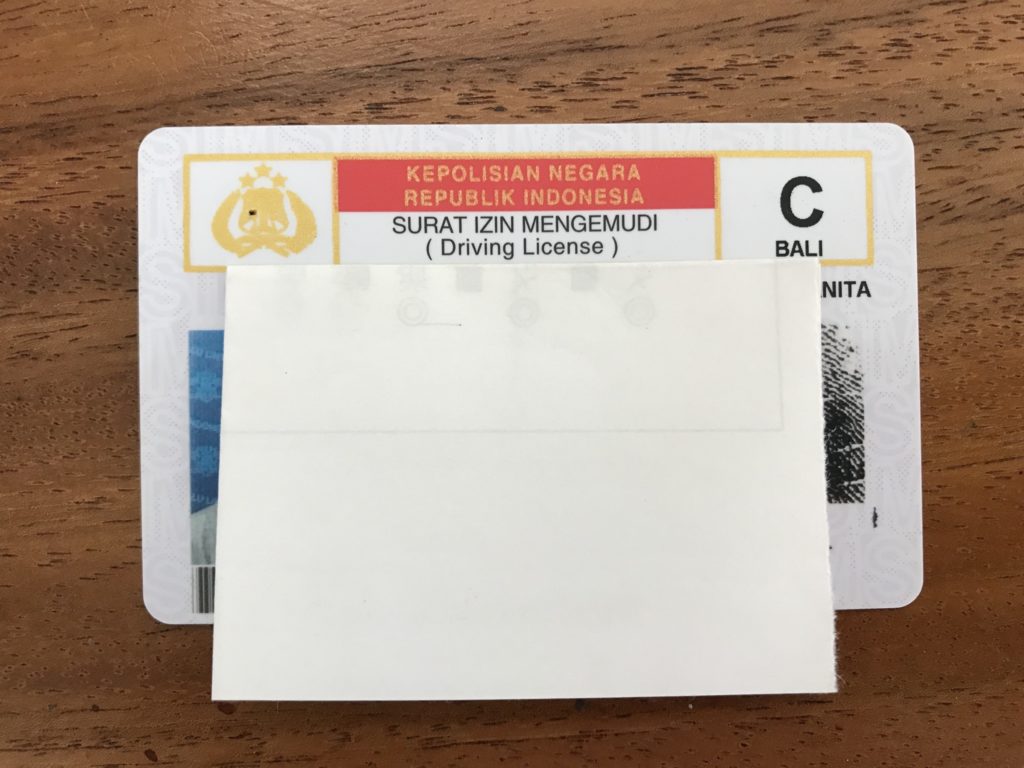 KEPOLISIAN NEGARA
REPUBLIK INDONESIA
SURAT IZIN MENGEMUDI
( Driving License )
C
BALI
NITA